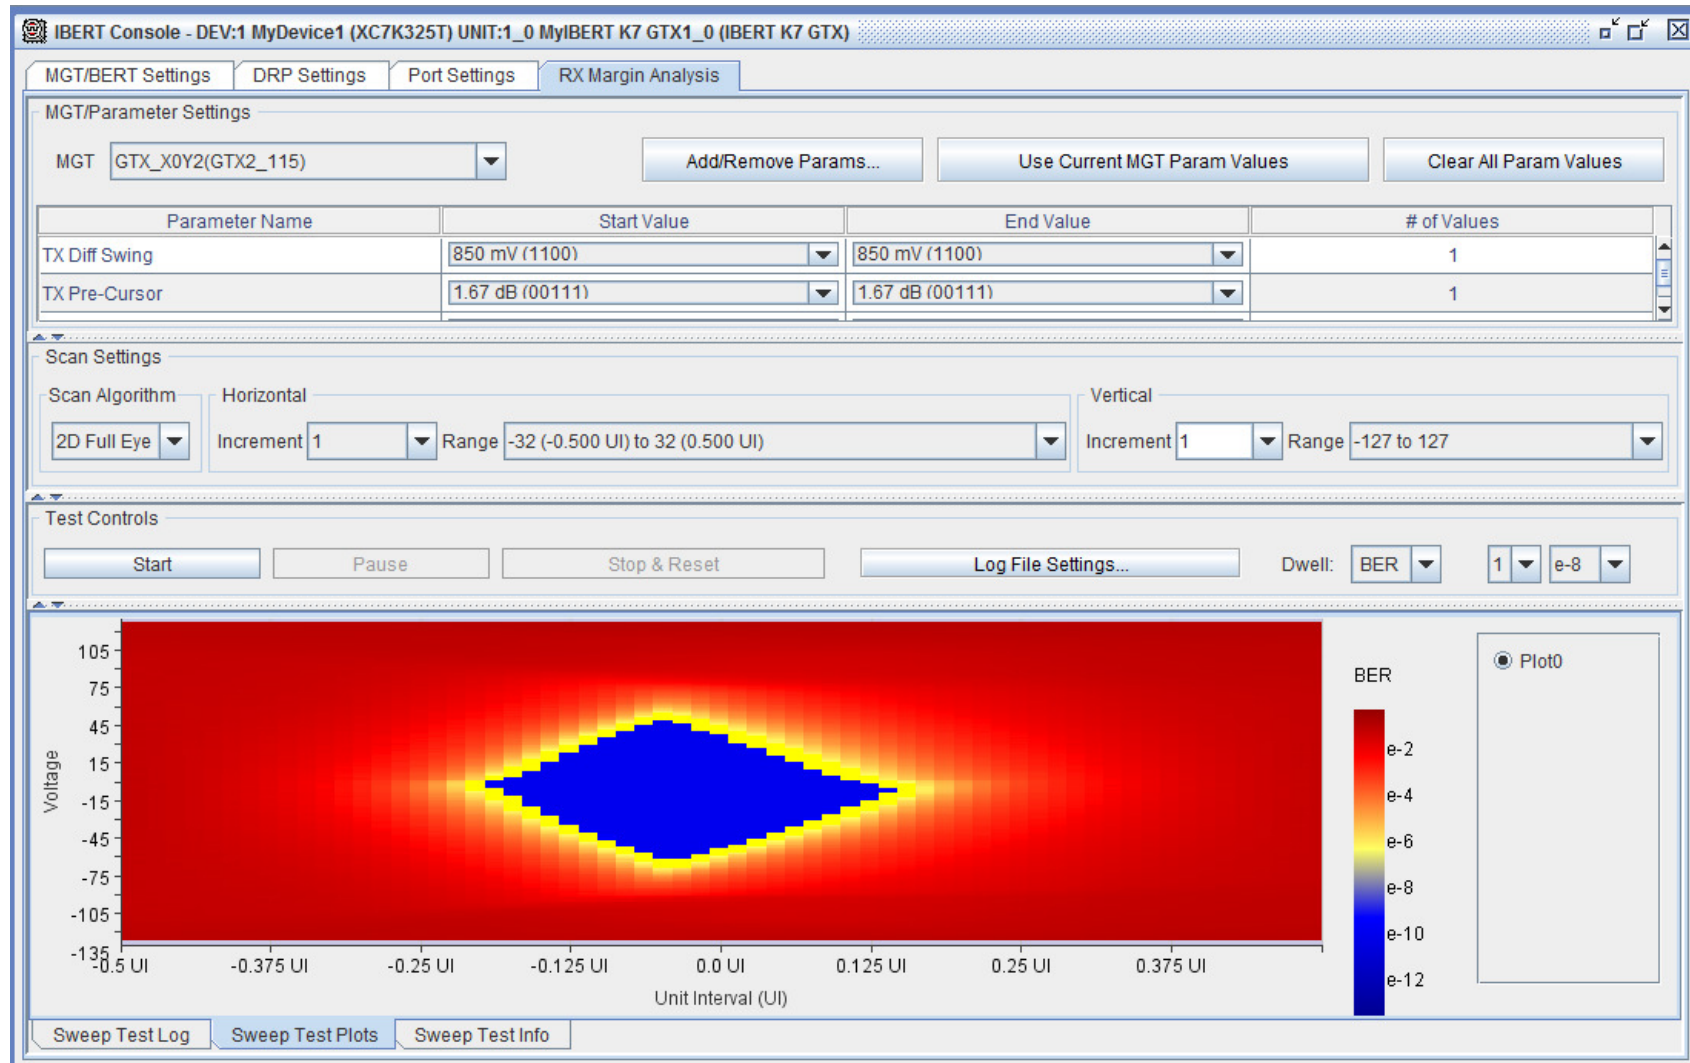 IBERT Console - DEV:1 MyDevice1 (XC7K325T) UNIT:1_0 MyIBERT K7 GTX1_0 (IBERT K7 GTX)
MGT/BERT Settings DRP Settings Port Settings RX Margin Analysis
MGT/Parameter Settings
MGT GTX_X0Y2(GTX2_115) Add/Remove Params... Use Current MGT Param Values Clear All Param Values
Parameter Name Start Value End Value # of Values
TX Diff Swing 850 mV (1100) 850 mV (1100) 1
TX Pre-Cursor 1.67 dB (00111) 1.67 dB (00111) 1
Scan Settings
Scan Algorithm Horizontal Vertical
2D Full Eye Increment 1 Range -32 (-0.500 UI) to 32 (0.500 UI) Increment 1 Range -127 to 127
Test Controls
Start Pause Stop & Reset Log File Settings... Dwell: BER 1 e-8
105
75
45
15
-15
-45
-75
-105
-135
Voltage
-0.5 UI -0.375 UI -0.25 UI -0.125 UI 0.0 UI 0.125 UI 0.25 UI 0.375 UI
Unit Interval (UI)
BER
e-2
e-4
e-6
e-8
e-10
e-12
Plot0
Sweep Test Log Sweep Test Plots Sweep Test Info